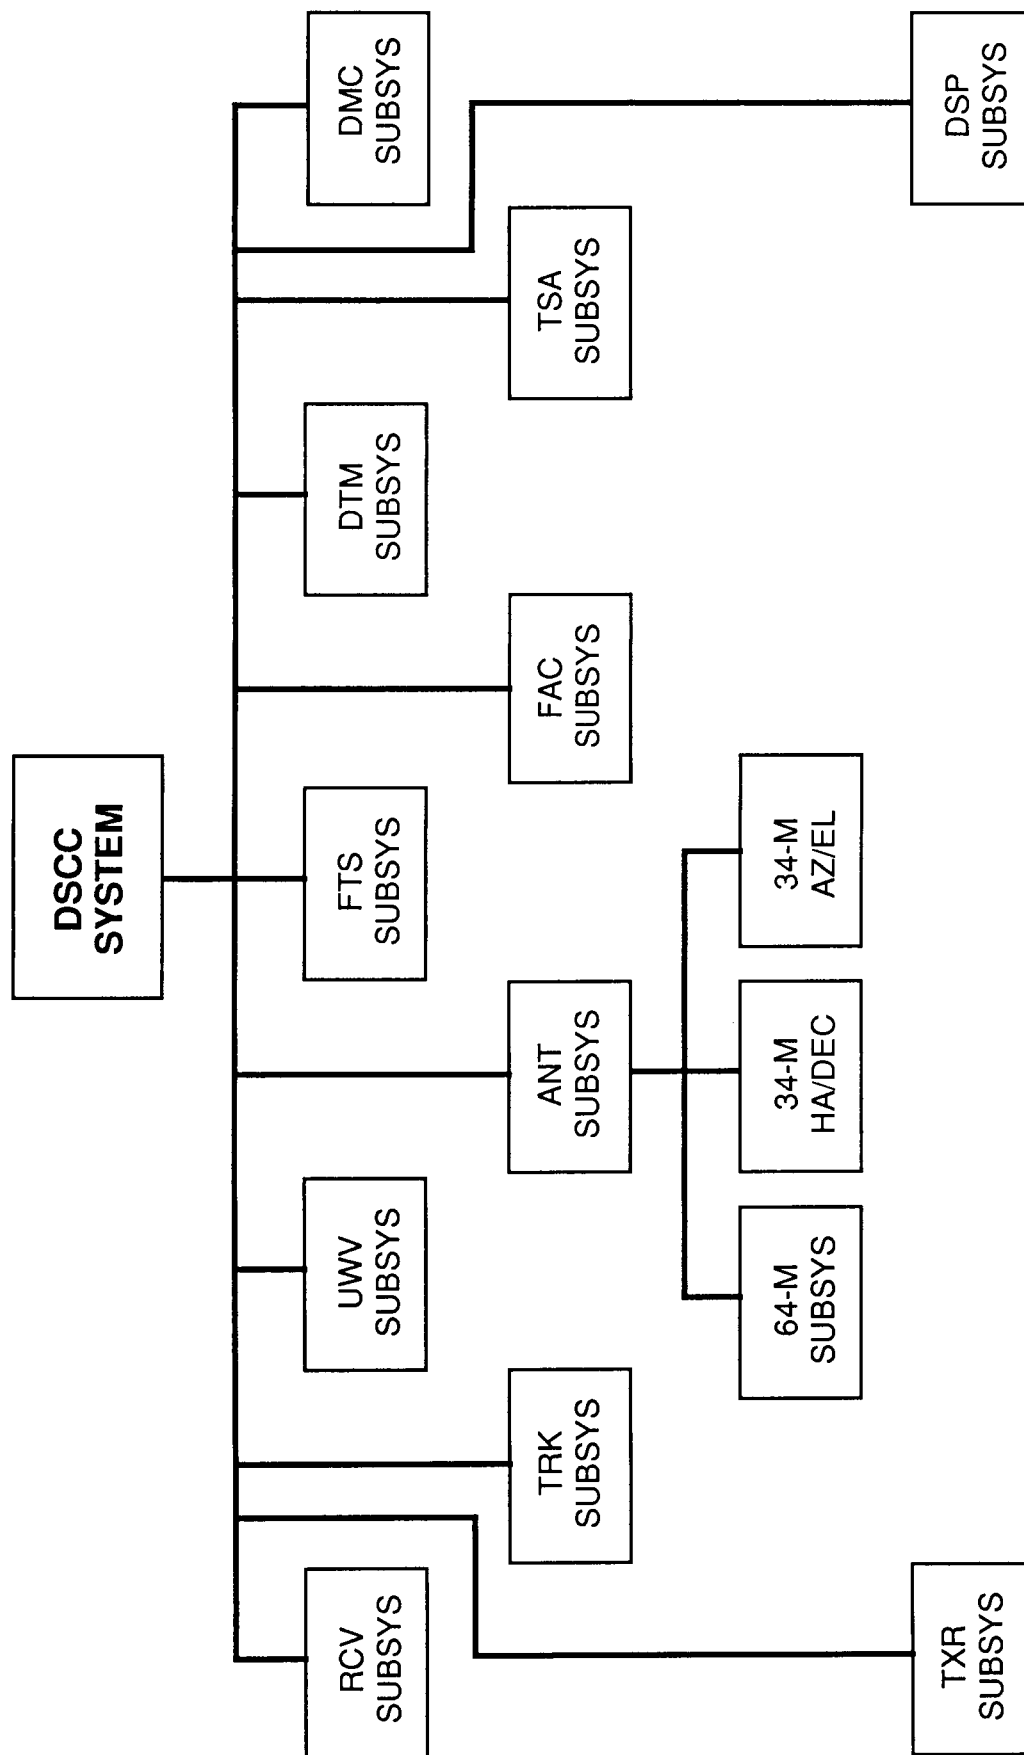 DSCC
SYSTEM
RCV
SUBSYS
UWV
SUBSYS
FTS
SUBSYS
DTM
SUBSYS
DMC
SUBSYS
TRK
SUBSYS
ANT
SUBSYS
FAC
SUBSYS
TSA
SUBSYS
64-M
SUBSYS
34-M
HA/DEC
34-M
AZ/EL
TXR
SUBSYS
DSP
SUBSYS